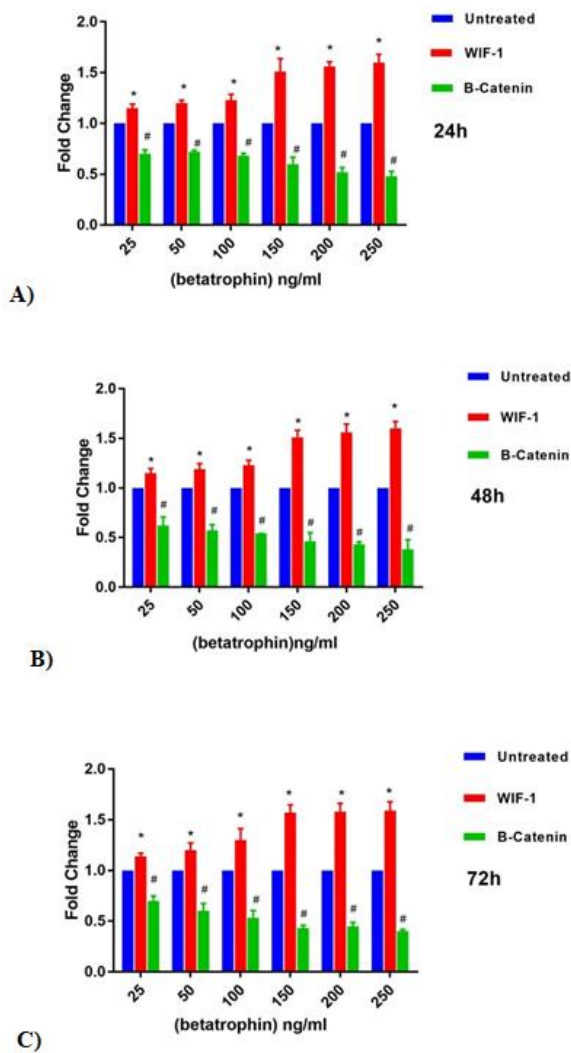 2.0
1.5
1.0
0.5
0.0
Fold Change
* * * * * *
# # # # # #
25 50 100 150 200 250
(betatrophin) ng/ml
Untreated
WIF-1
B-Catenin
24h
A)
2.0
1.5
1.0
0.5
0.0
Fold Change
* * * * * *
# # # # # #
25 50 100 150 200 250
(betatrophin)ng/ml
Untreated
WIF-1
B-Catenin
48h
B)
2.0
1.5
1.0
0.5
0.0
Fold Change
* * * * * *
# # # # # #
25 50 100 150 200 250
(betatrophin) ng/ml
Untreated
WIF-1
B-Catenin
72h
C)